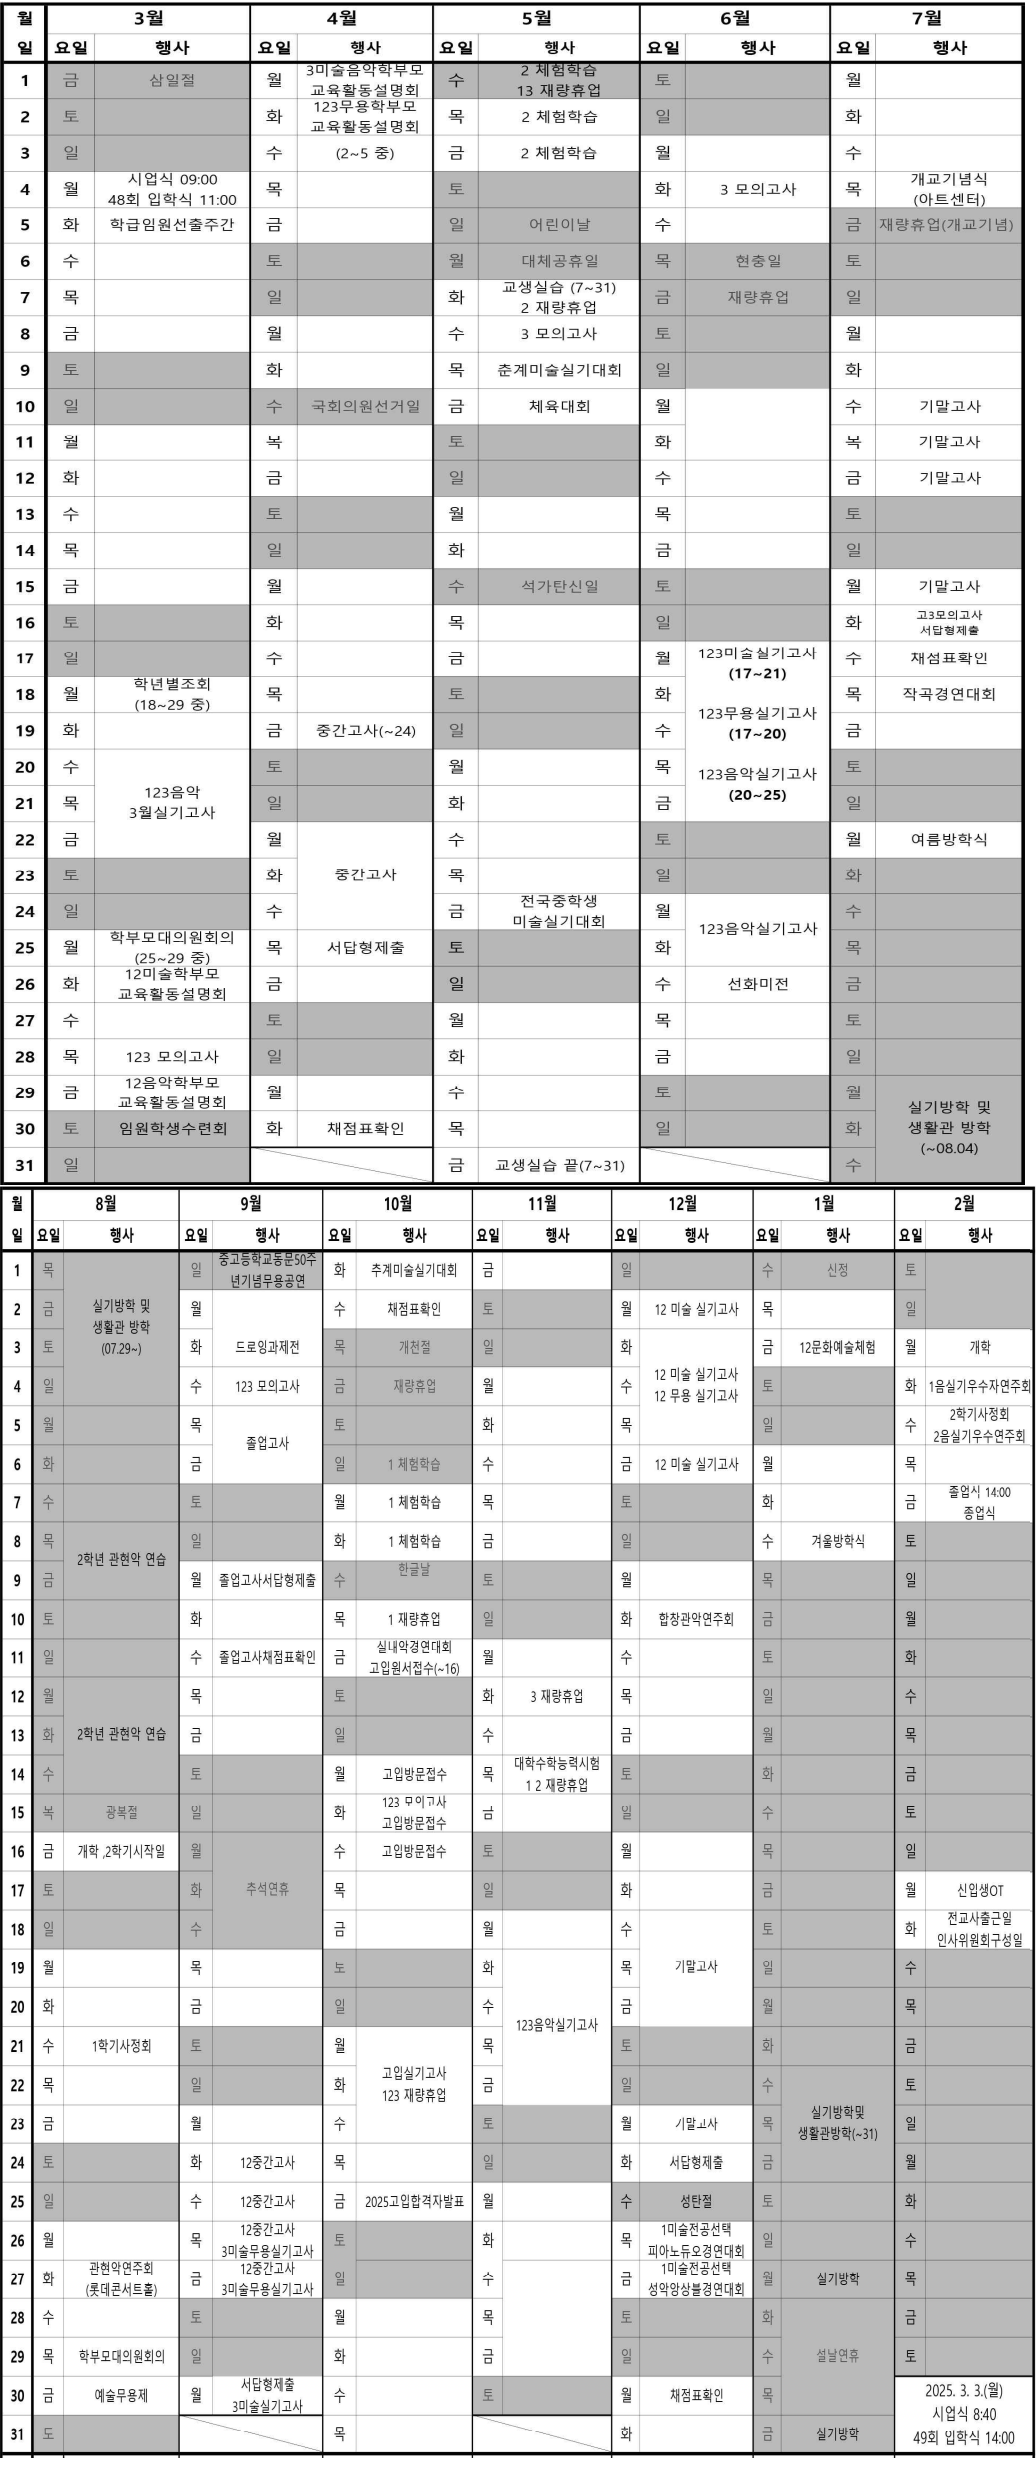 월 3월 4월 5월 6월 7월
일 요일 행사 요일 행사 요일 행사 요일 행사 요일 행사
1 금 삼일절 월 3미술음악학부모 교육활동설명회 수 2 체험학습 13 재량휴업 토 월
2 토 화 123무용학부모 교육활동설명회 목 2 체험학습 일 화
3 일 수 (2~5 중) 금 2 체험학습 월 수
4 월 시업식 09:00 48회 입학식 11:00 목 토 화 3 모의고사 목 개교기념식 (아트센터)
5 화 학급임원선출주간 금 일 어린이날 수 금 재량휴업(개교기념)
6 수 토 월 대체공휴일 목 현충일 토
7 목 일 화 교생실습 (7~31) 2 재량휴업 금 재량휴업 일
8 금 월 수 3 모의고사 토 월
9 토 화 목 춘계미술실기대회 일 화
10 일 수 국회의원선거일 금 체육대회 월 수 기말고사
11 월 목 토 화 목 기말고사
12 화 금 일 수 금 기말고사
13 수 토 월 목 토
14 목 일 화 금 일
15 금 월 수 석가탄신일 토 월 기말고사
16 토 화 목 일 화 고3모의고사 서답형제출
17 일 수 금 월 123미술실기고사 (17~21) 수 채점표확인
18 월 학년별조회 (18~29 중) 목 토 화 123무용실기고사 목 작곡경연대회
19 화 금 중간고사(~24) 일 수 (17~20) 금
20 수 토 월 목 123음악실기고사 토
21 목 123음악 3월실기고사 일 화 금 (20~25) 일
22 금 월 수 토 월 여름방학식
23 토 화 중간고사 목 일 화
24 일 수 금 전국중학생 미술실기대회 월 수
25 월 학부모대의원회의 (25~29 중) 목 서답형제출 토 화 123음악실기고사 목
26 화 12미술학부모 교육활동설명회 금 일 수 선화미전 금
27 수 토 월 목 토
28 목 123 모의고사 일 화 금 일
29 금 12음악학부모 교육활동설명회 월 수 토 월
30 토 임원학생수련회 화 채점표확인 목 일 화 실기방학 및 생활관 방학 (~08.04)
31 일 금 교생실습 끝(7~31) 수
월 8월 9월 10월 11월 12월 1월 2월
일 요일 행사 요일 행사 요일 행사 요일 행사 요일 행사 요일 행사 요일 행사
1 목 일 중고등학교동문50주 년기념무용공연 화 추계미술실기대회 금 일 수 신정 토
2 금 실기방학 및 생활관 방학 (07.29~) 월 수 채점표확인 토 월 12 미술 실기고사 목 일
3 토 화 드로잉과제전 목 개천절 일 화 금 12문화예술체험 월 개학
4 일 수 123 모의고사 금 재량휴업 월 수 12 미술 실기고사 12 무용 실기고사 토 화 1음실기우수자연주회
5 월 목 졸업고사 토 화 목 일 수 2학기사정회 2음실기우수연주회
6 화 금 일 1 체험학습 수 금 12 미술 실기고사 월 목
7 수 토 월 1 체험학습 목 토 화 금 졸업식 14:00 종업식
8 목 2학년 관현악 연습 일 화 1 체험학습 금 일 수 겨울방학식 토
9 금 월 졸업고사서답형제출 수 한글날 토 월 목 일
10 토 화 목 1 재량휴업 일 화 합창관악연주회 금 월
11 일 수 졸업고사채점표확인 금 실내악경연대회 고입원서접수(~16) 월 수 토 화
12 월 목 토 화 3 재량휴업 목 일 수
13 화 2학년 관현악 연습 금 일 수 금 월 목
14 수 토 월 고입방문접수 목 대학수학능력시험 1 2 재량휴업 토 화 금
15 목 광복절 일 화 123 모의고사 고입방문접수 금 일 수 토
16 금 개학 ,2학기시작일 월 수 고입방문접수 토 월 목 일
17 토 화 추석연휴 목 일 화 금 월 신입생OT
18 일 수 금 월 수 토 화 전교사출근일 인사위원회구성일
19 월 목 토 화 목 기말고사 일 수
20 화 금 일 수 123음악실기고사 금 월 목
21 수 1학기사정회 토 월 목 토 화 금
22 목 일 화 고입실기고사 123 재량휴업 금 일 수 토
23 금 월 수 토 월 기말고사 목 실기방학및 생활관방학(~31) 일
24 토 화 12중간고사 목 일 화 서답형제출 금 월
25 일 수 12중간고사 금 2025고입합격자발표 월 수 성탄절 토 화
26 월 목 12중간고사 3미술무용실기고사 토 화 목 1미술전공선택 피아노듀오경연대회 일 수
27 화 관현악연주회 (롯데콘서트홀) 금 12중간고사 3미술무용실기고사 일 수 금 1미술전공선택 성악앙상블경연대회 월 실기방학 목
28 수 토 월 목 토 화 금
29 목 학부모대의원회의 일 화 금 일 수 설날연휴 토
30 금 예술무용제 월 서답형제출 3미술실기고사 수 토 월 채점표확인 목 2025. 3. 3.(월)
시업식 8:40
31 토 목 화 금 실기방학 49회 입학식 14:00